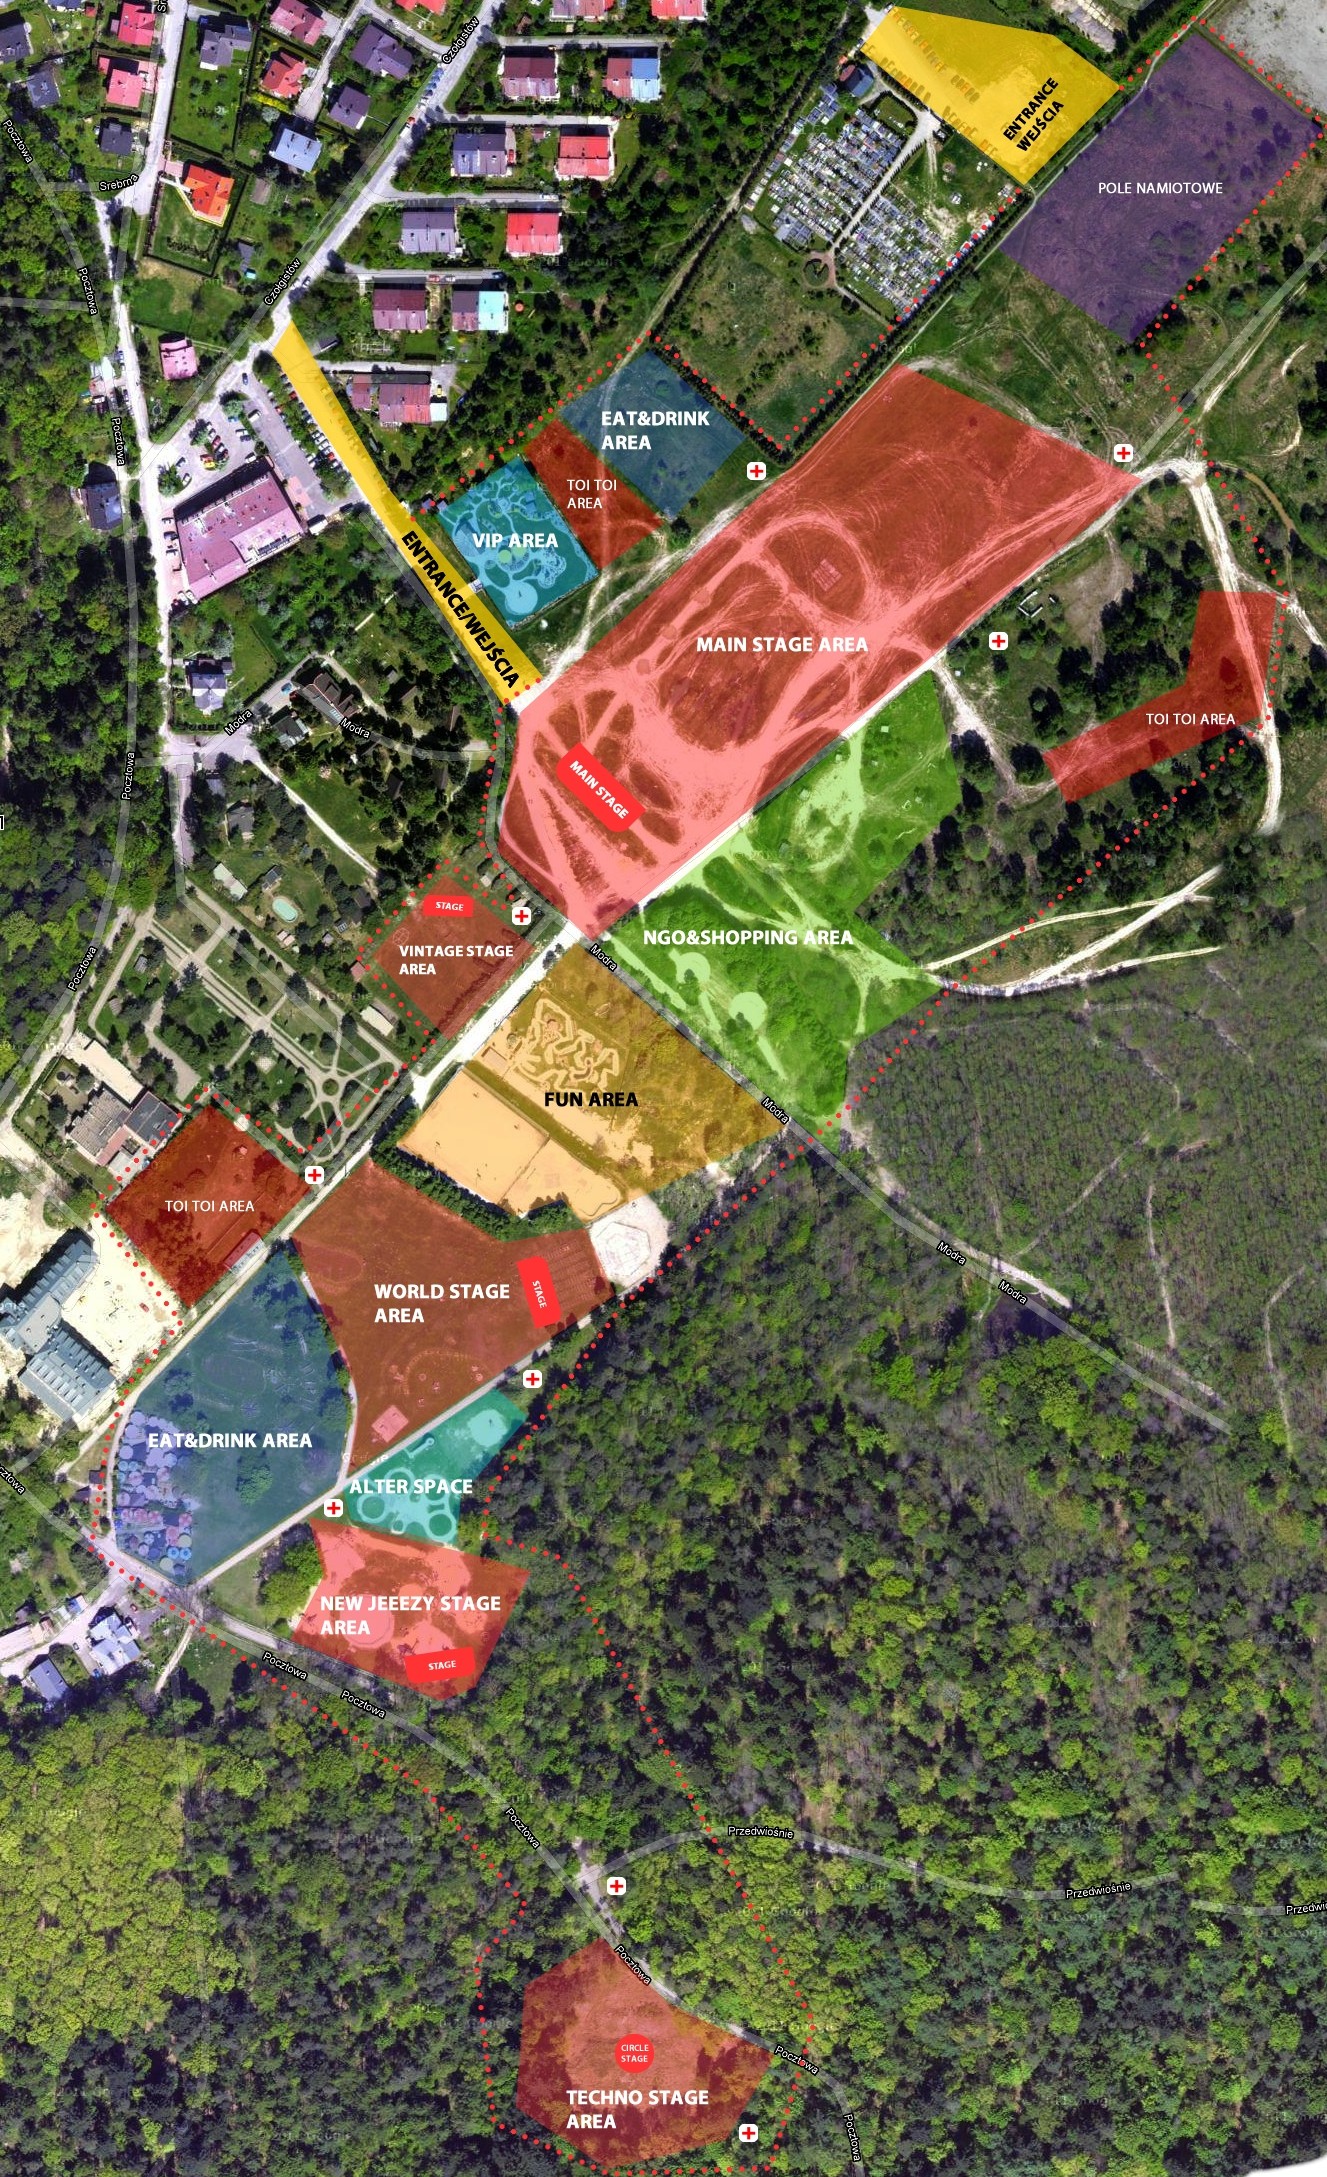 Czołgistów
Pocztowa
Srebrna
ENTRANCE
WEJŚCIA
POLE NAMIOTOWE
Pocztowa
Czołgistów
EAT&DRINK
AREA
TOI TOI
AREA
VIP AREA
Pocztowa
ENTRANCE/WEJŚCIA
MAIN STAGE AREA
TOI TOI AREA
Modra
Modra
Pocztowa
MAIN STAGE
STAGE
VINTAGE STAGE
AREA
NGO&SHOPPING AREA
Modra
Pocztowa
FUN AREA
Modra
TOI TOI AREA
WORLD STAGE
AREA
STAGE
Modra
Modra
EAT&DRINK AREA
ALTER SPACE
NEW JEEEZY STAGE
AREA
STAGE
Pocztowa
Pocztowa
Pocztowa
Przedwiośnie
Przedwiośnie
Pocztowa
CIRCLE
STAGE
Pocztowa
TECHNO STAGE
AREA
Pocztowa